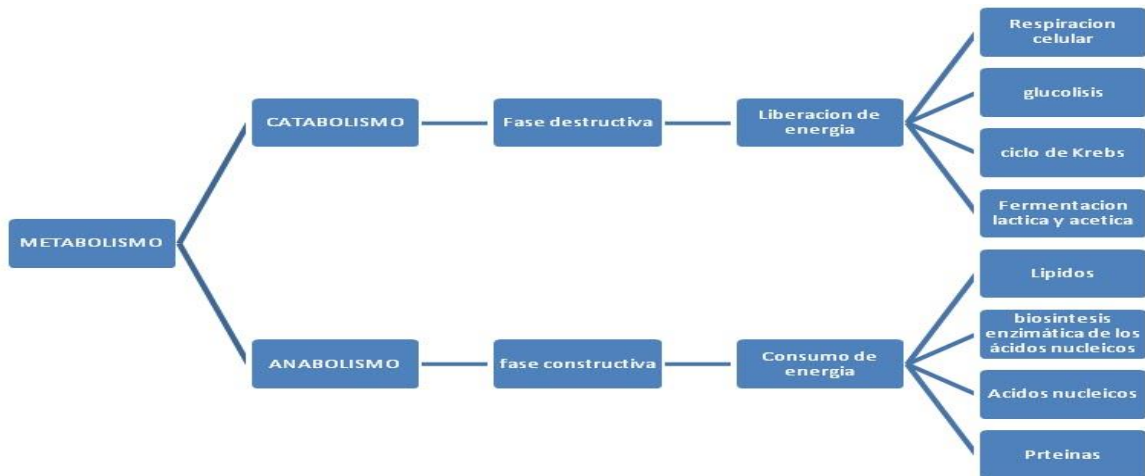 METABOLISMO
CATABOLISMO
Fase destructiva
Liberacion de
energia
Respiracion
celular
glucolisis
ciclo de Krebs
Fermentacion
lactica y acetica
ANABOLISMO
fase constructiva
Consumo de
energia
Lipidos
biosintesis
enzimática de los
ácidos nucleicos
Acidos nucleicos
Prteinas